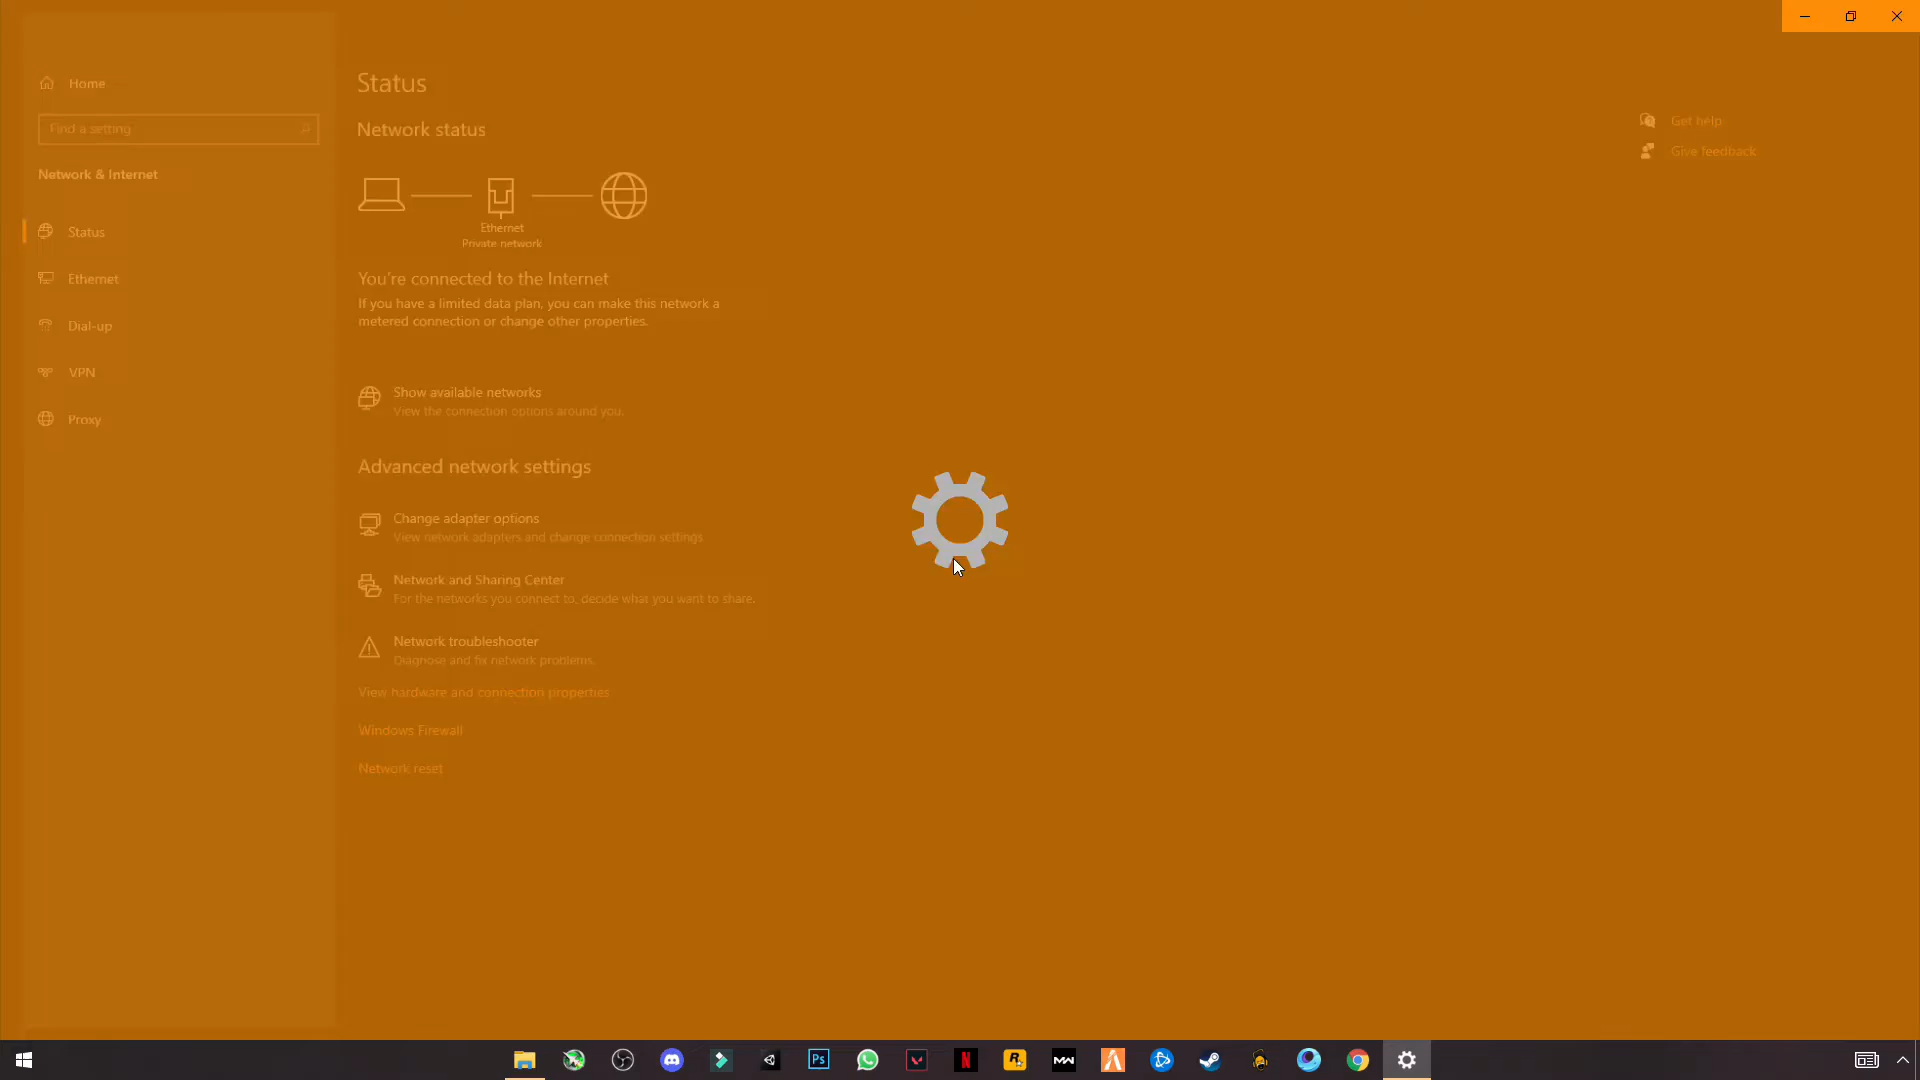 Home
Find a setting
Network & Internet
Status
Ethernet
Dial-up
VPN
Proxy
Status
Network status
Ethernet
Private network
You're connected to the Internet
If you have a limited data plan, you can make this network a
metered connection or change other properties.
Show available networks
View the connection options around you.
Advanced network settings
Change adapter options
View network adapters and change connection settings.
Network and Sharing Center
For the networks you connect to, decide what you want to share.
Network troubleshooter
Diagnose and fix network problems.
View hardware and connection properties
Windows Firewall
Network reset
Get help
Give feedback
Ps
N
R
MW